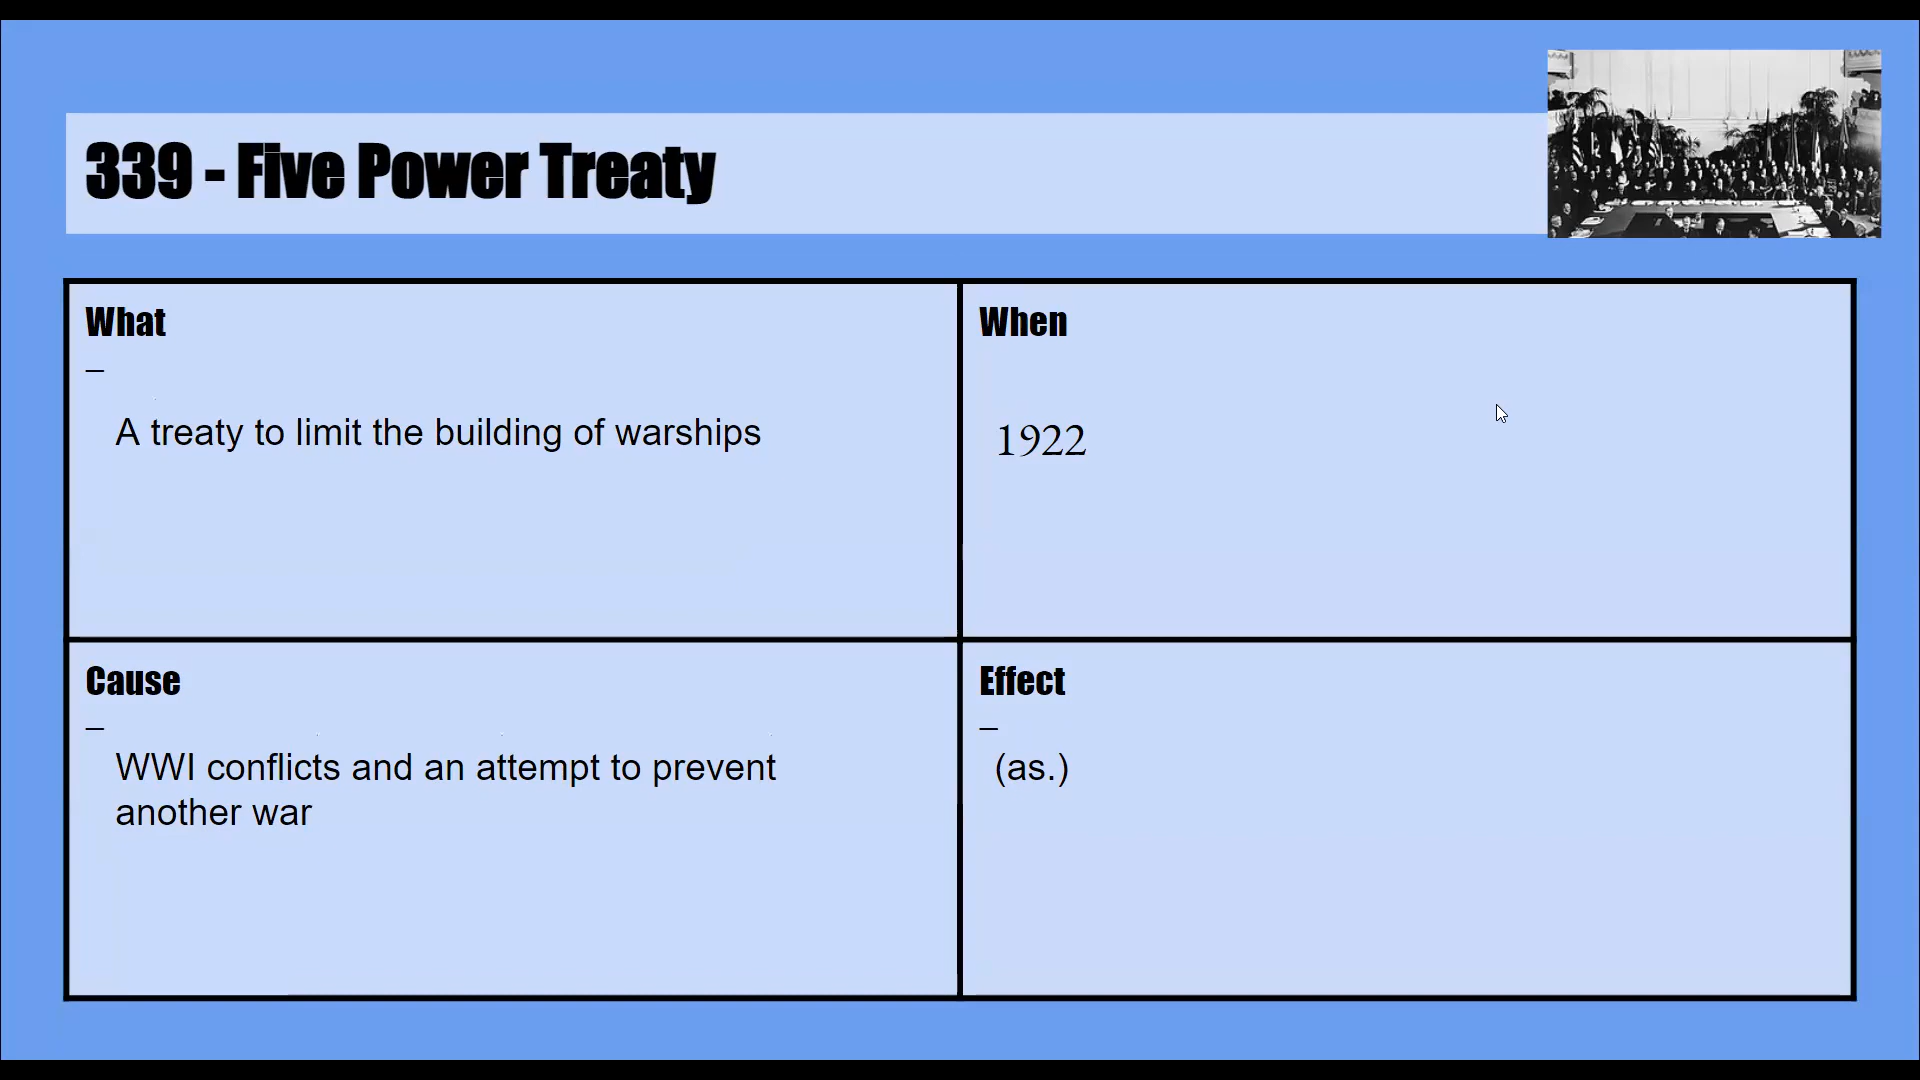 339 - Five Power Treaty
What
–
A treaty to limit the building of warships
When
1922
Cause
–
WWI conflicts and an attempt to prevent
another war
Effect
–
(as.)